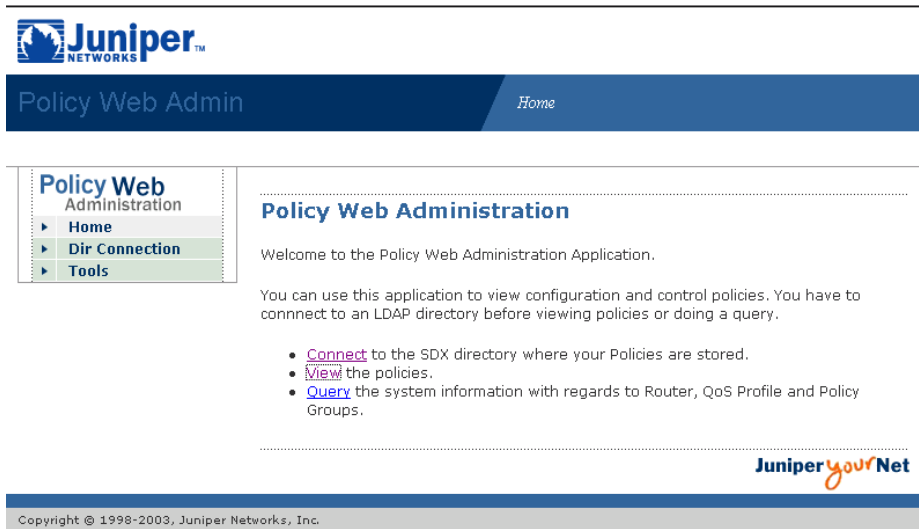 Juniper™
NETWORKS
Policy Web Admin
Home
Policy Web
Administration
Home
Dir Connection
Tools
Policy Web Administration
Welcome to the Policy Web Administration Application.
You can use this application to view configuration and control policies. You have to
connnect to an LDAP directory before viewing policies or doing a query.
• Connect to the SDX directory where your Policies are stored.
• View the policies.
• Query the system information with regards to Router, QoS Profile and Policy
Groups.
Juniper your Net
Copyright © 1998-2003, Juniper Networks, Inc.